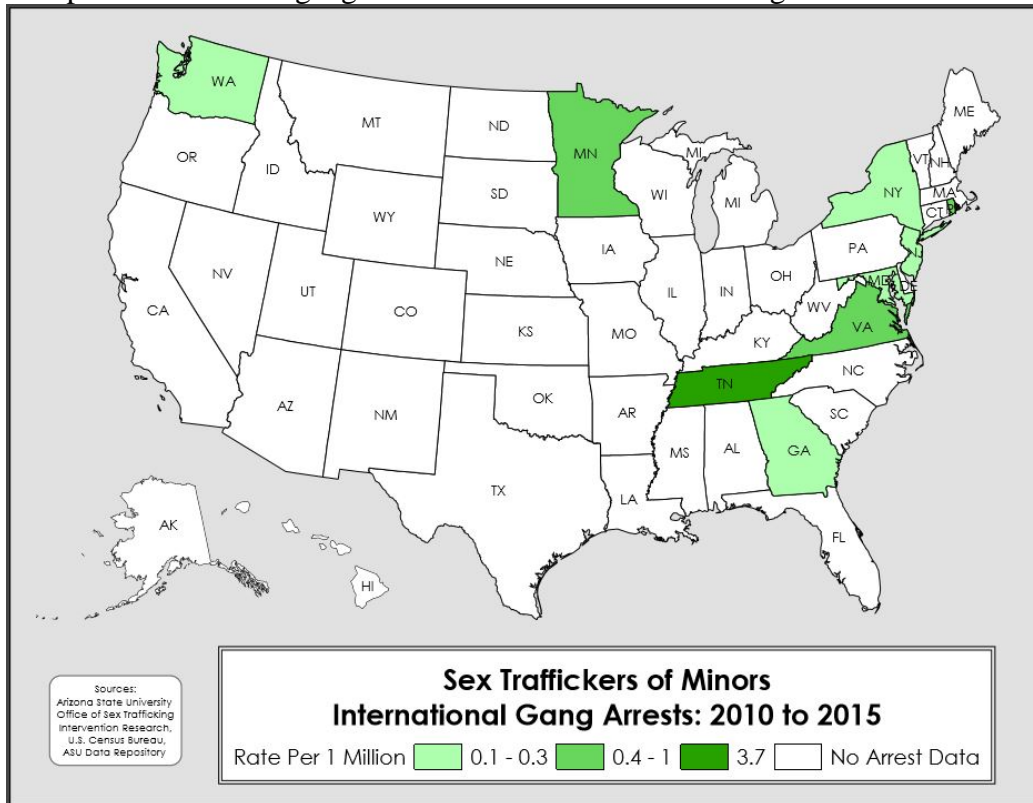 WA
MT
ND
MN
ME
OR
ID
SD
WI
MI
MI
VT
NH
NY
MA
CT
WY
IA
PA
NJ
NE
NV
UT
CO
IL
IN
OH
MD
DE
WV
VA
CA
KS
MO
KY
NC
TN
AZ
NM
OK
AR
SC
MS
AL
GA
TX
LA
FL
AK
HI
Sources:
Arizona State University
Office of Sex Trafficking
Intervention Research,
U.S. Census Bureau,
ASU Data Repository
Sex Traffickers of Minors
International Gang Arrests: 2010 to 2015
Rate Per 1 Million 0.1 - 0.3 0.4 - 1 3.7 No Arrest Data